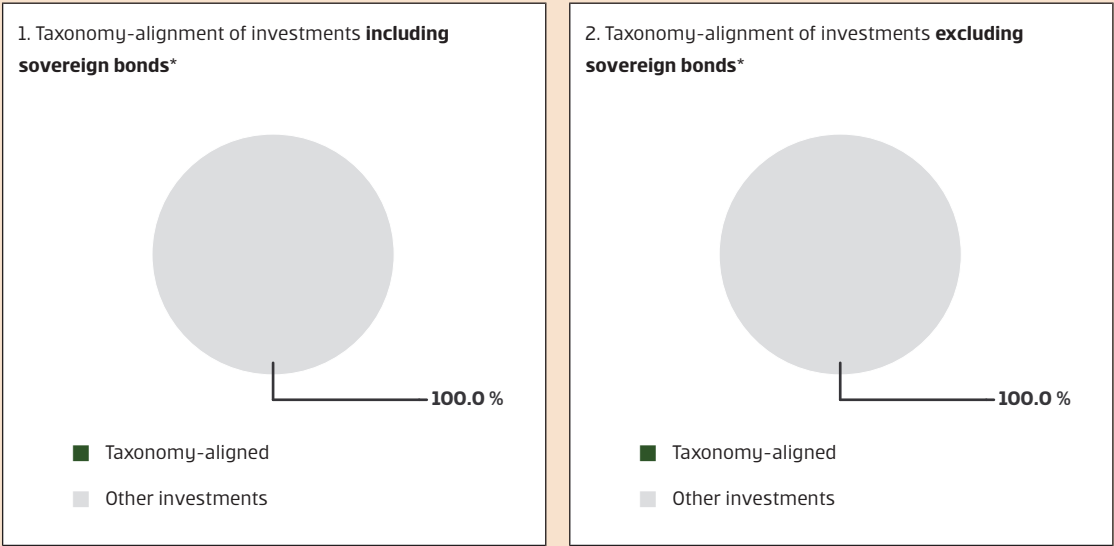 1. Taxonomy-alignment of investments including
sovereign bonds*
100.0 %
Taxonomy-aligned
Other investments
2. Taxonomy-alignment of investments excluding
sovereign bonds*
100.0 %
Taxonomy-aligned
Other investments